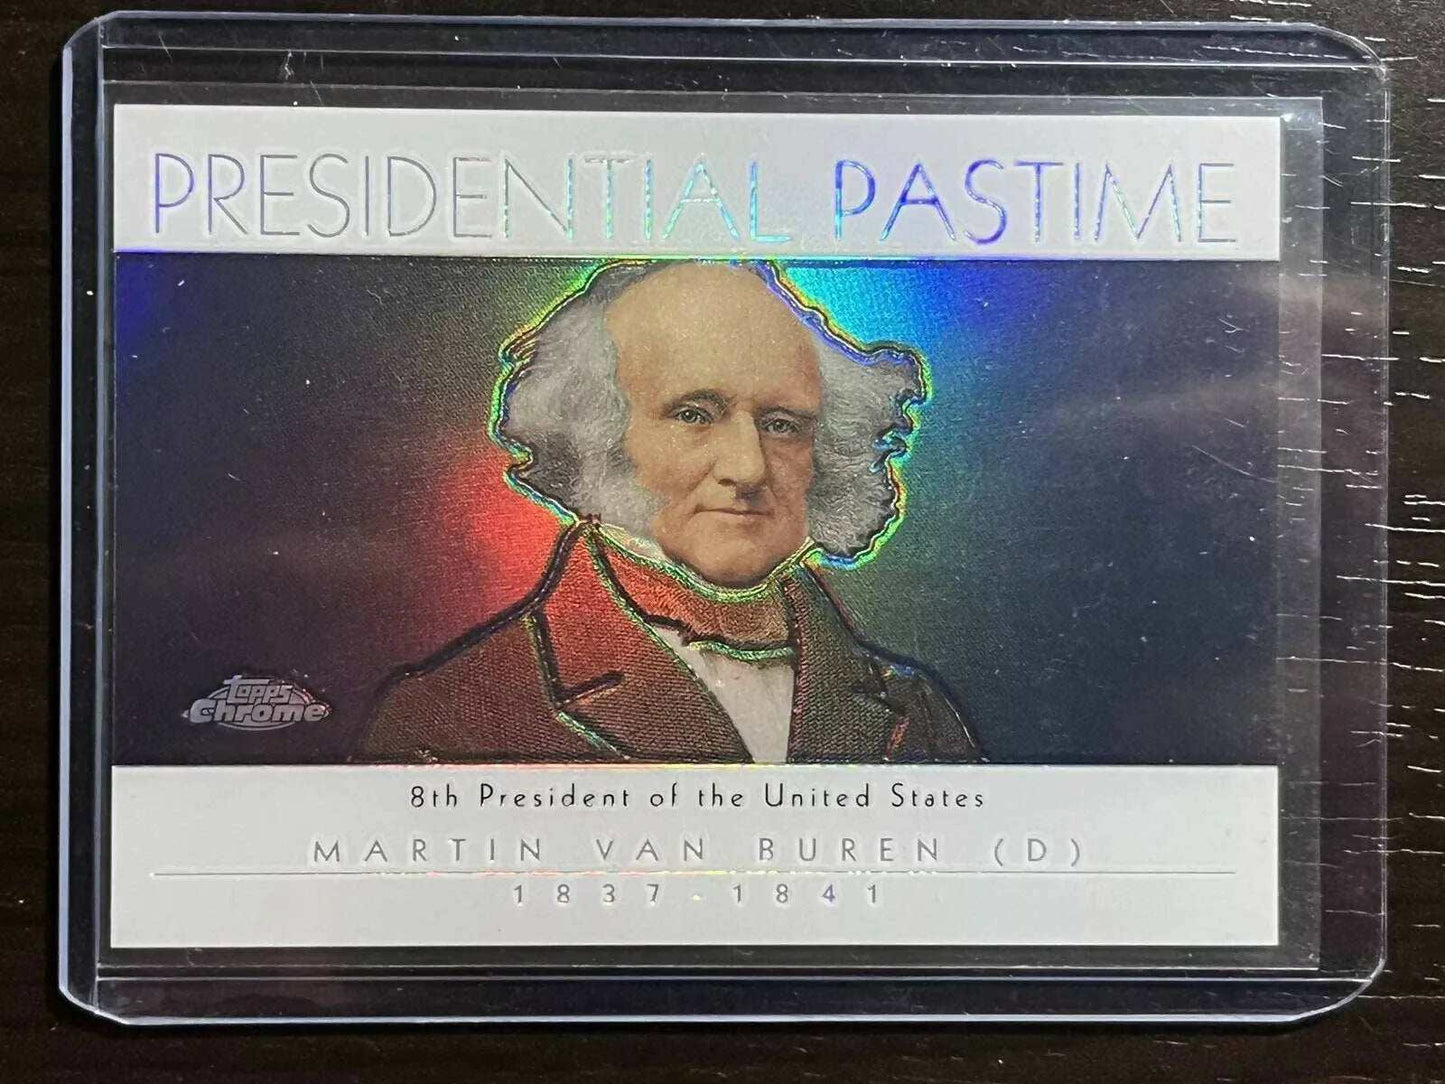 PRESIDENTIAL PASTIME
Topps
Chrome
8th President of the United States
MARTIN VAN BUREN (D)
1837-1841